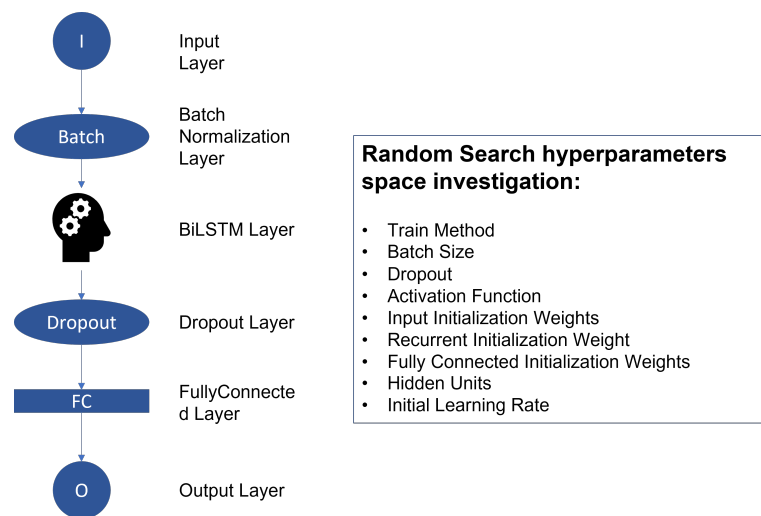 I
Input
Layer
Batch
Batch
Normalization
Layer
BiLSTM Layer
Dropout
Dropout Layer
FC
FullyConnecte
d Layer
O
Output Layer
Random Search hyperparameters
space investigation:
• Train Method
• Batch Size
• Dropout
• Activation Function
• Input Initialization Weights
• Recurrent Initialization Weight
• Fully Connected Initialization Weights
• Hidden Units
• Initial Learning Rate